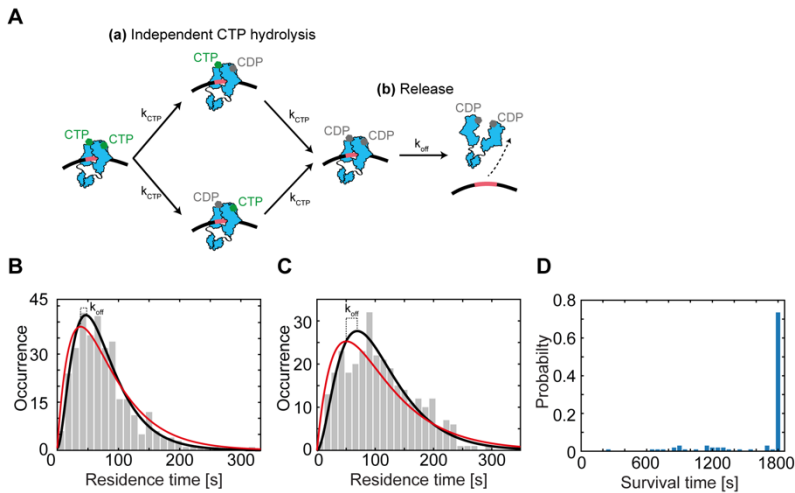 A
(a) Independent CTP hydrolysis
CTP CDP
(b) Release
k_CTP k_CTP
CDP CDP
CTP CTP
CDP CDP
k_off
k_CTP k_CTP
CDP CTP
B C D
k_off
k_off
45
30
15
0
Occurrence
0 100 200 300
Residence time [s]
30
20
10
0
Occurrence
0 100 200 300
Residence time [s]
0.8
0.6
0.4
0.2
0
Probability
0 600 1200 1800
Survival time [s]